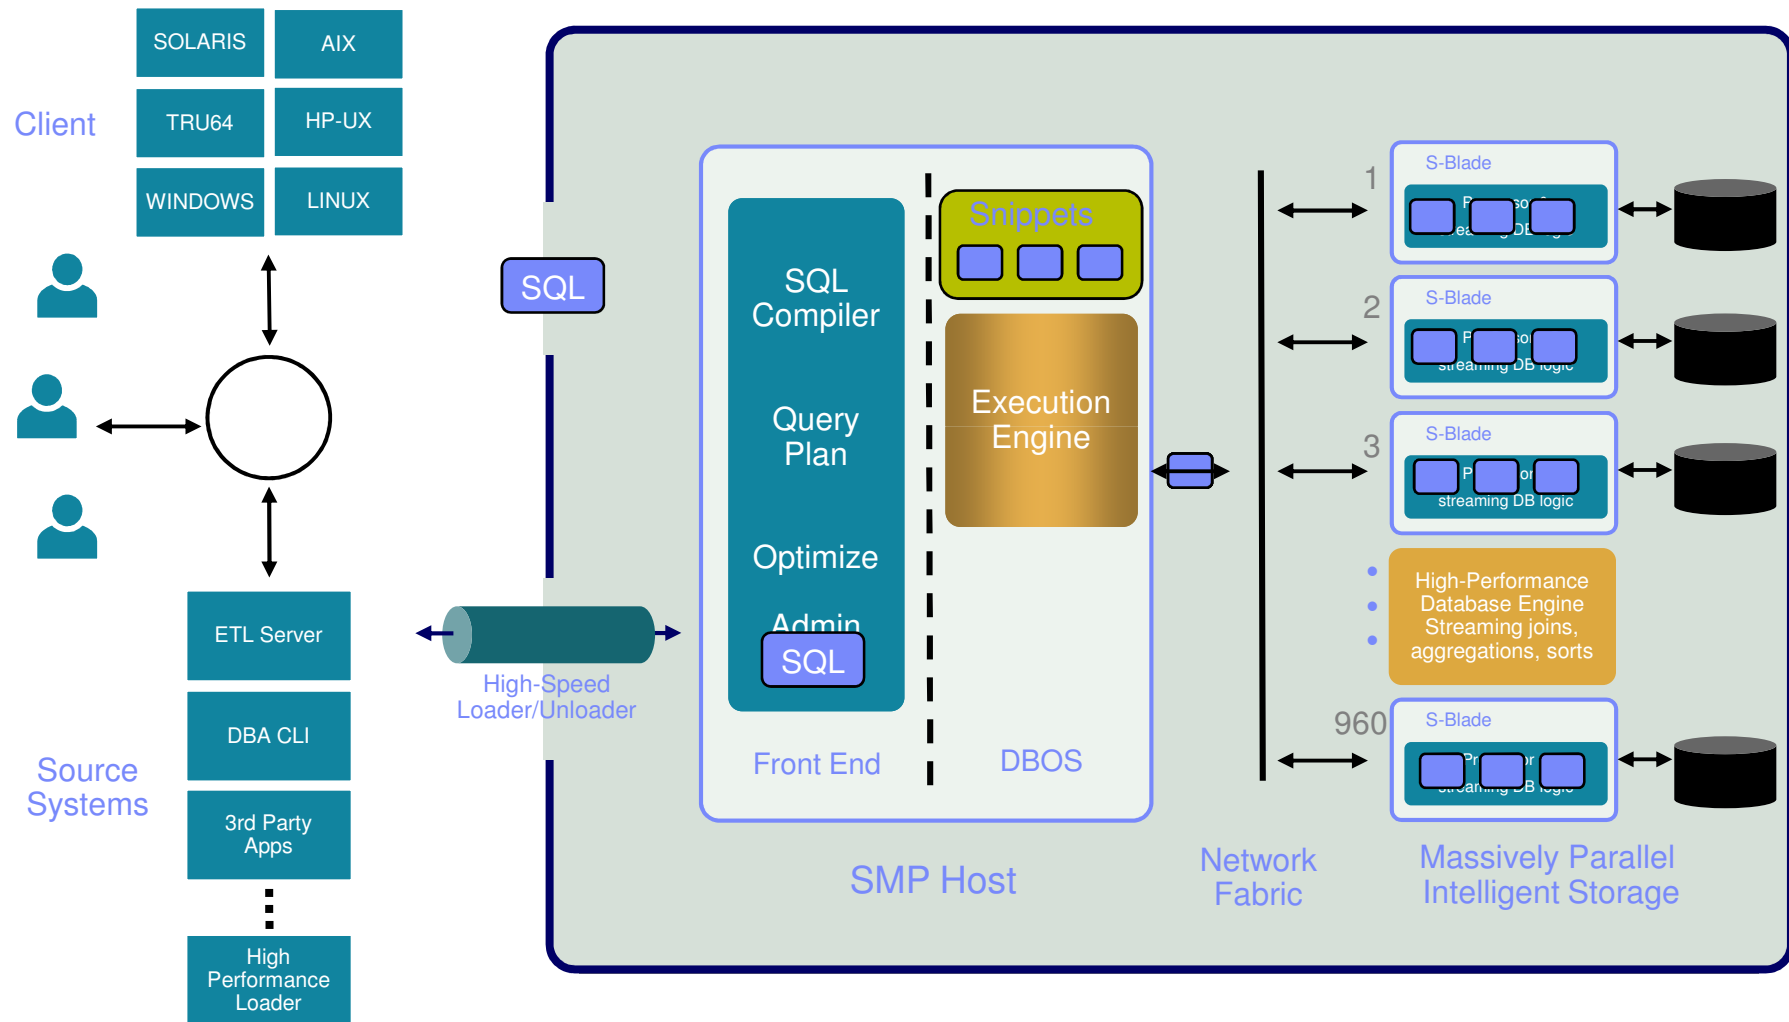 Client
SOLARIS
AIX
TRU64
HP-UX
WINDOWS
LINUX
ETL Server
DBA CLI
3rd Party
Apps
High
Performance
Loader
Source
Systems
SQL
High-Speed
Loader/Unloader
SQL
Compiler
Query
Plan
Optimize
Admin
SQL
Front End
Snippets
Execution
Engine
DBOS
SMP Host
Network
Fabric
1
S-Blade
DB
2
S-Blade
streaming DB logic
3
S-Blade
streaming DB logic
High-Performance
Database Engine
Streaming joins,
aggregations, sorts
960
S-Blade
DB
Massively Parallel
Intelligent Storage